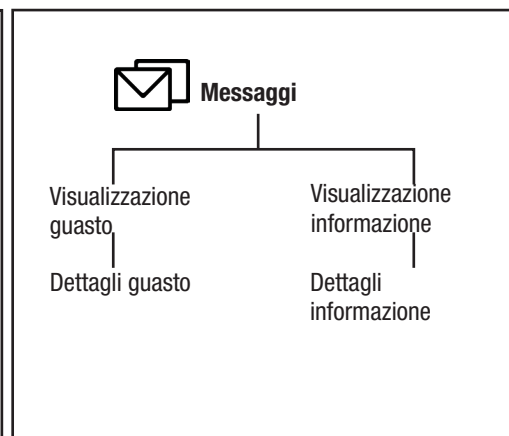 Messaggi
Visualizzazione
guasto
Dettagli guasto
Visualizzazione
informazione
Dettagli
informazione